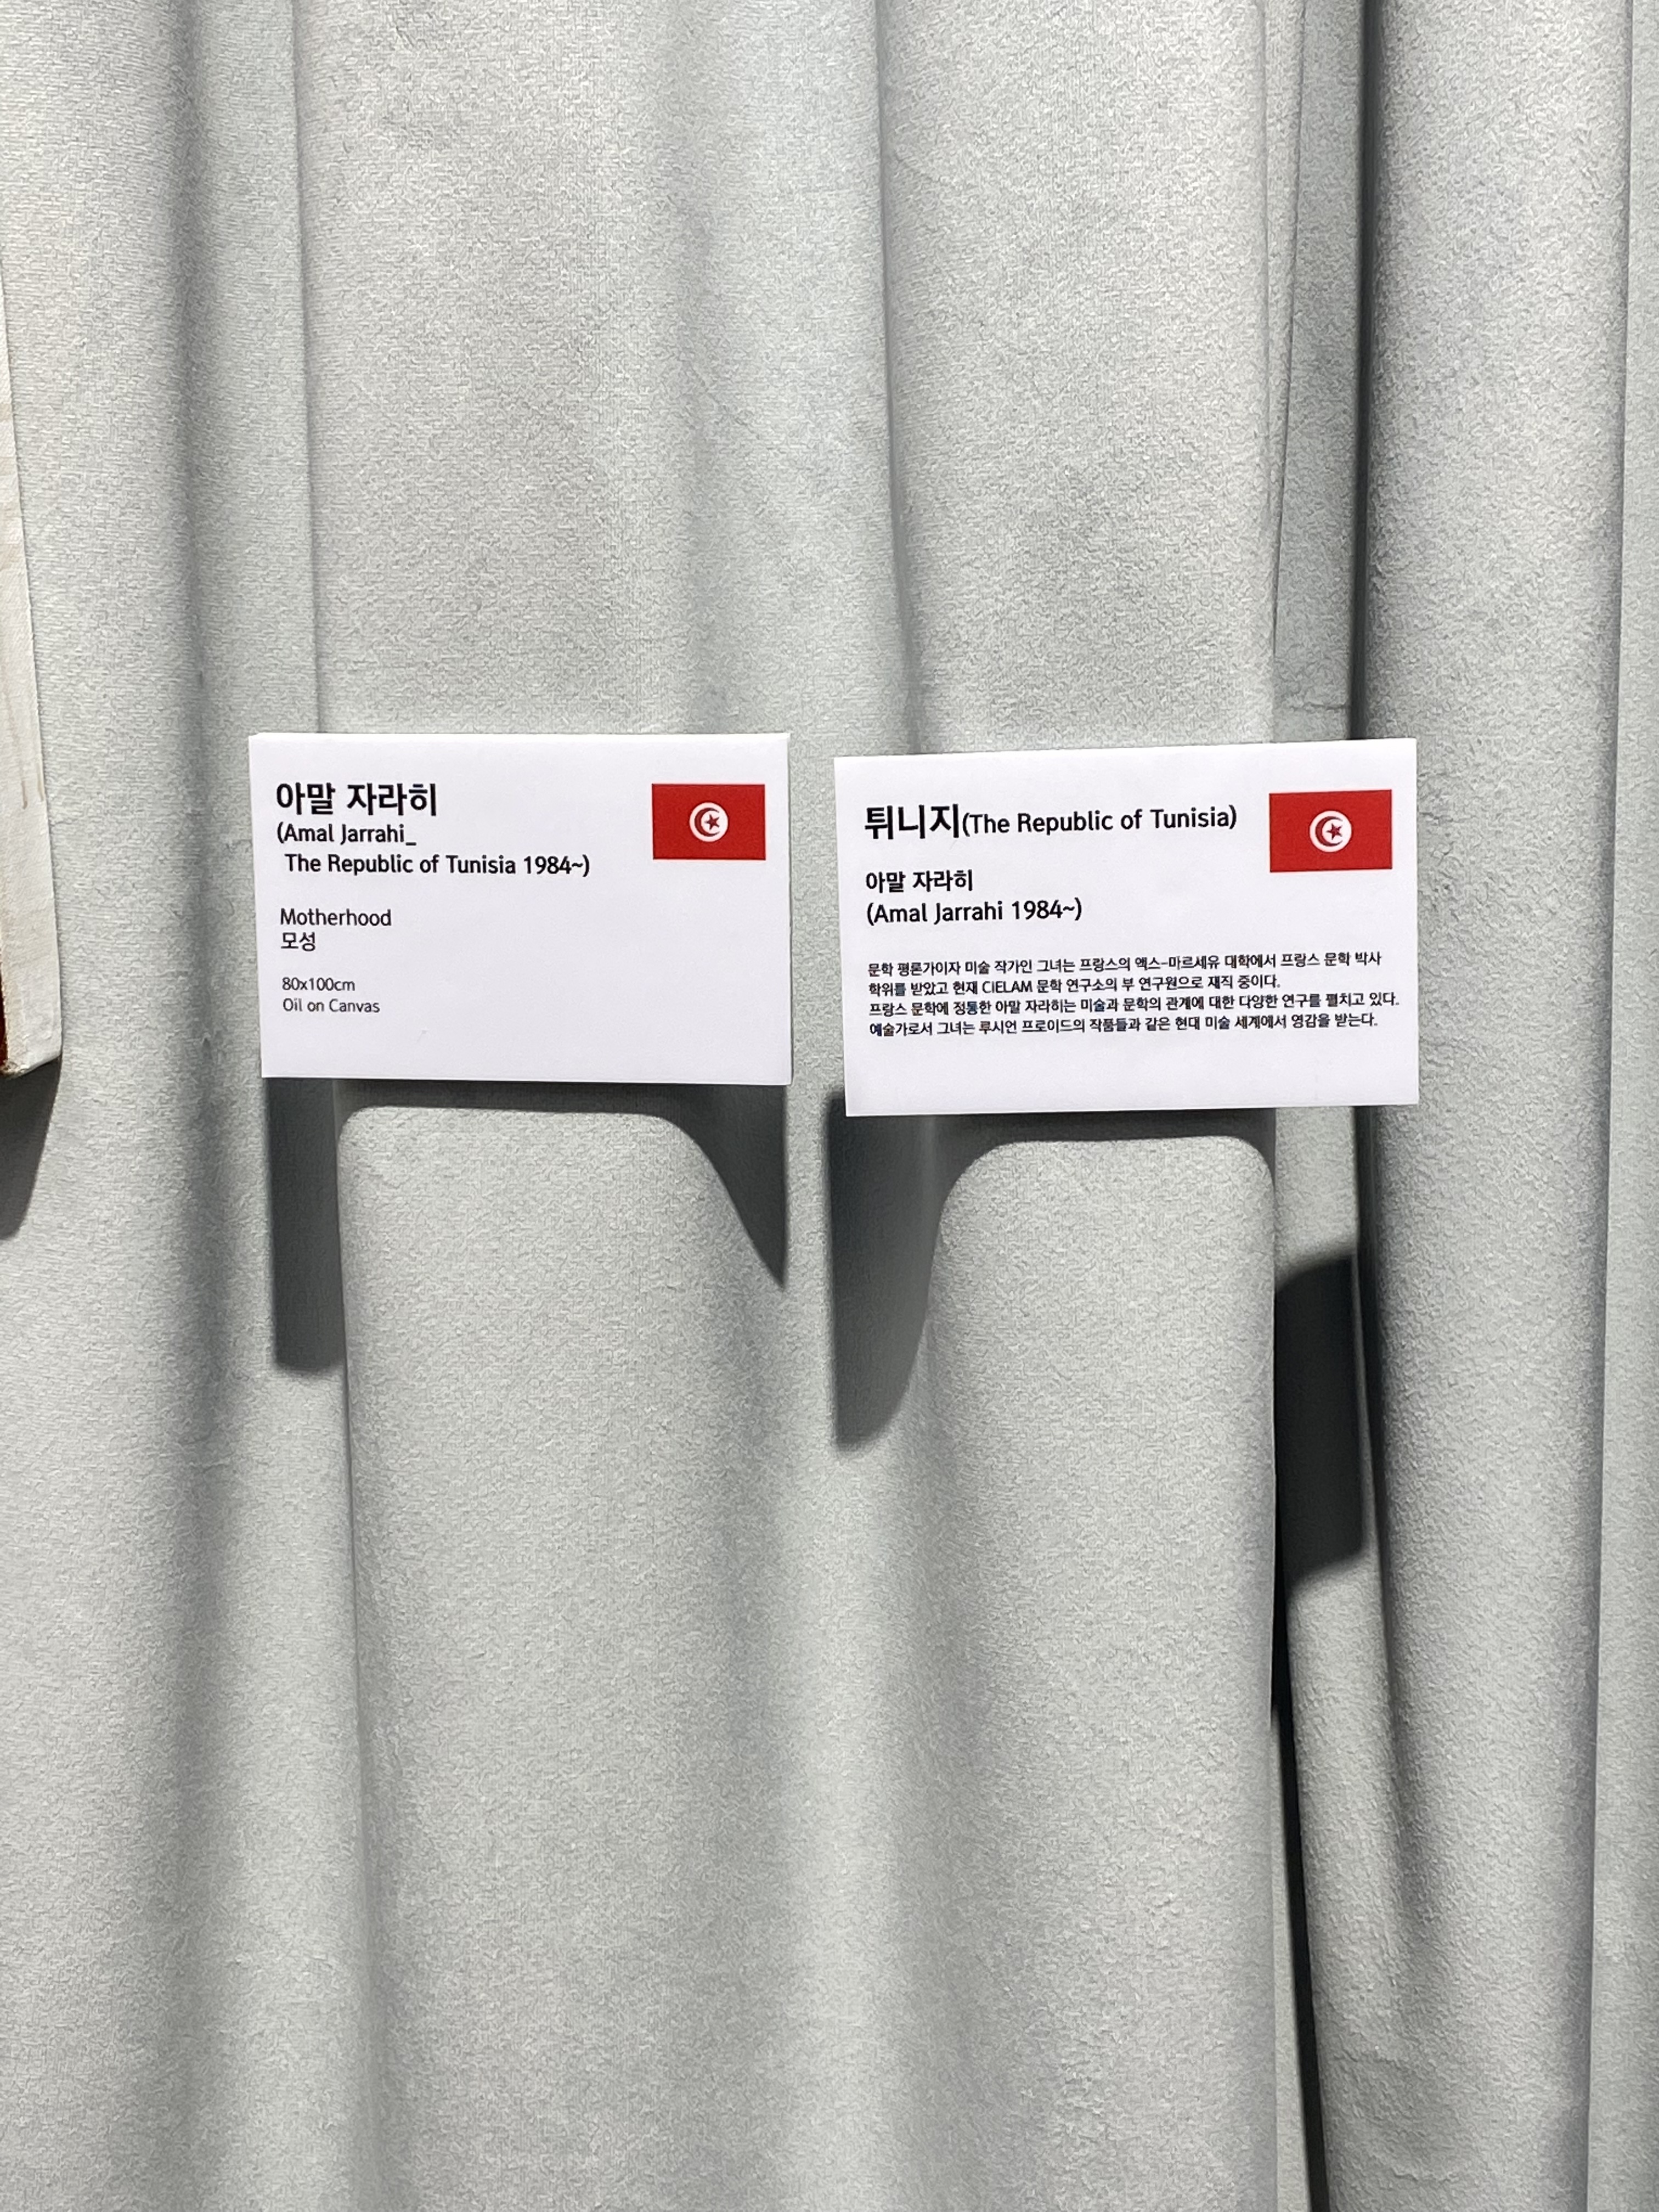 아말 자라히
(Amal Jarrahi_
The Republic of Tunisia 1984~)
Motherhood
모성
80x100cm
Oil on Canvas
튀니지(The Republic of Tunisia)
아말 자라히
(Amal Jarrahi 1984~)
문학 평론가이자 미술 작가인 그녀는 프랑스의 액스-마르세유 대학에서 프랑스 문학 박사
학위를 받았고 현재 CIELAM 문학 연구소의 부 연구원으로 재직 중이다.
프랑스 문학에 정통한 아말 자라히는 미술과 문학의 관계에 대한 다양한 연구를 펼치고 있다.
예술가로서 그녀는 루시언 프로이드의 작품들과 같은 현대 미술 세계에서 영감을 받는다.